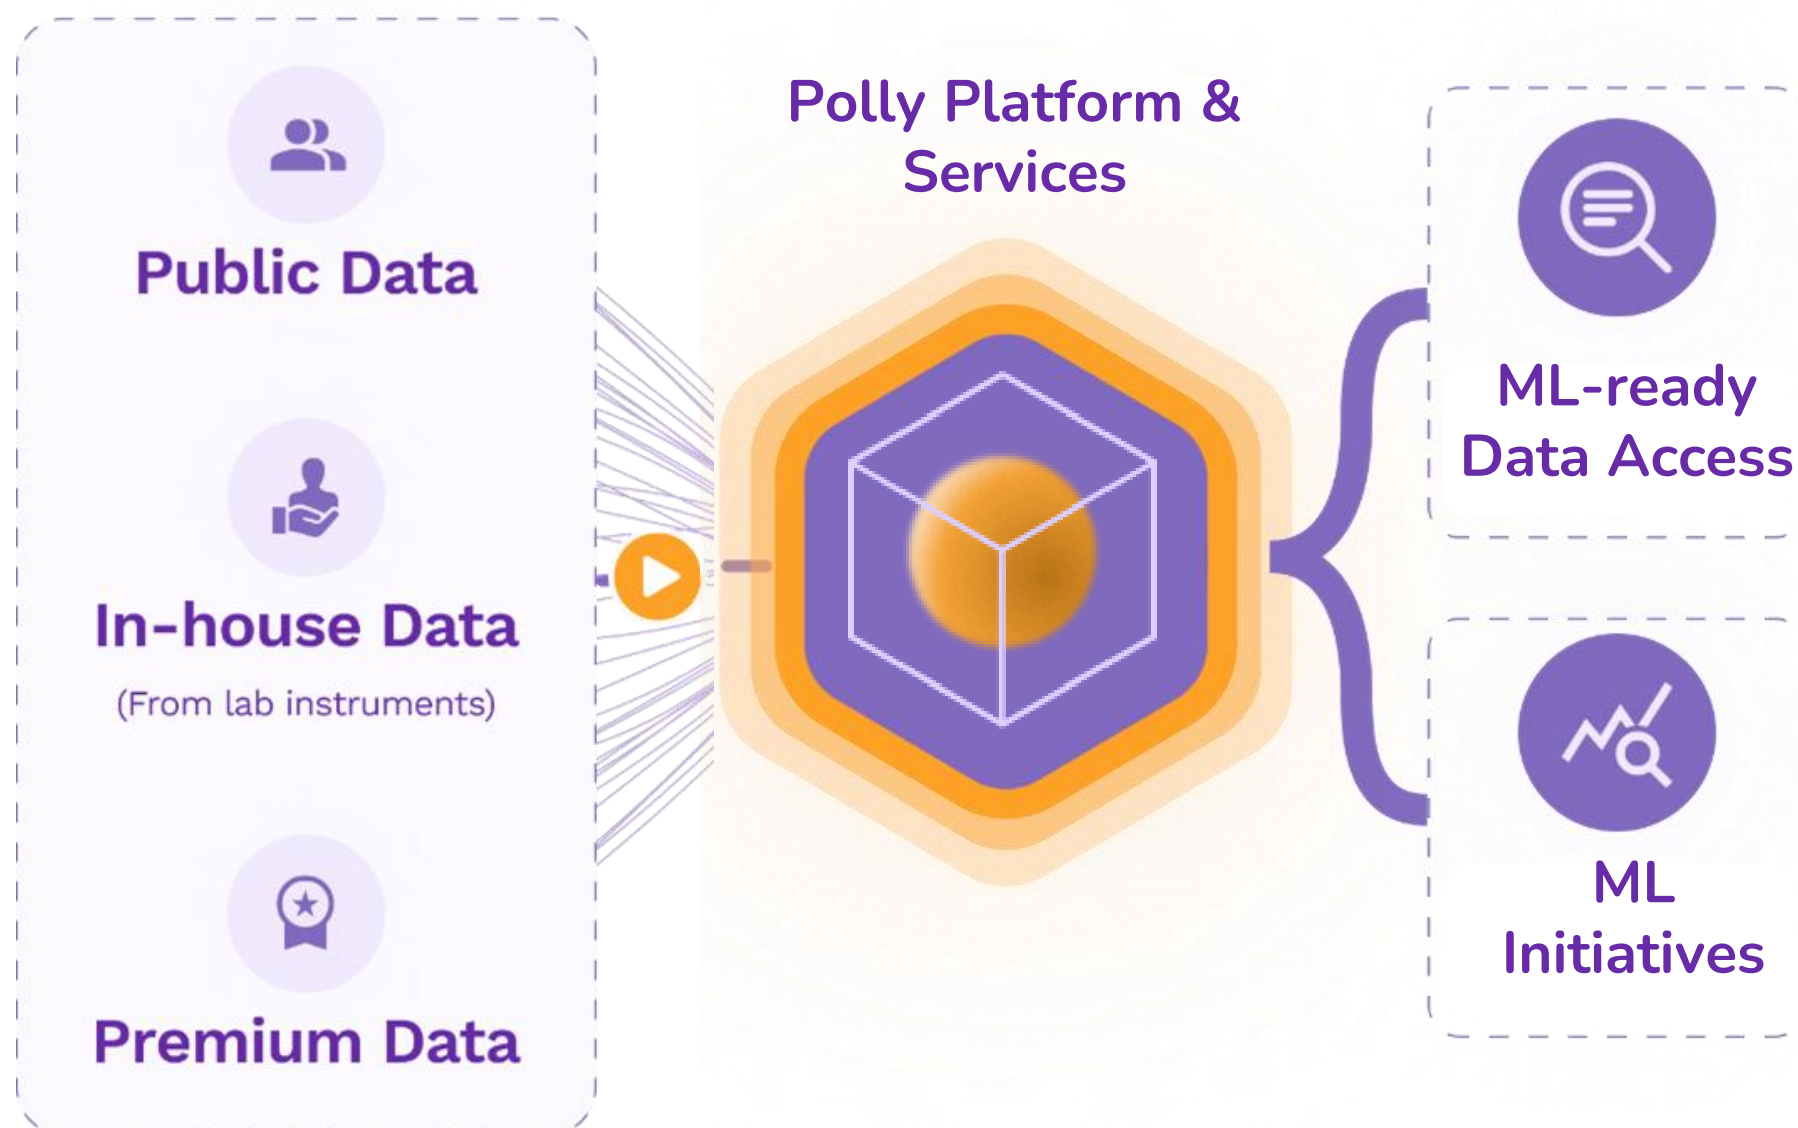 Public Data
In-house Data
(From lab instruments)
Premium Data
Polly Platform &
Services
ML-ready
Data Access
ML
Initiatives